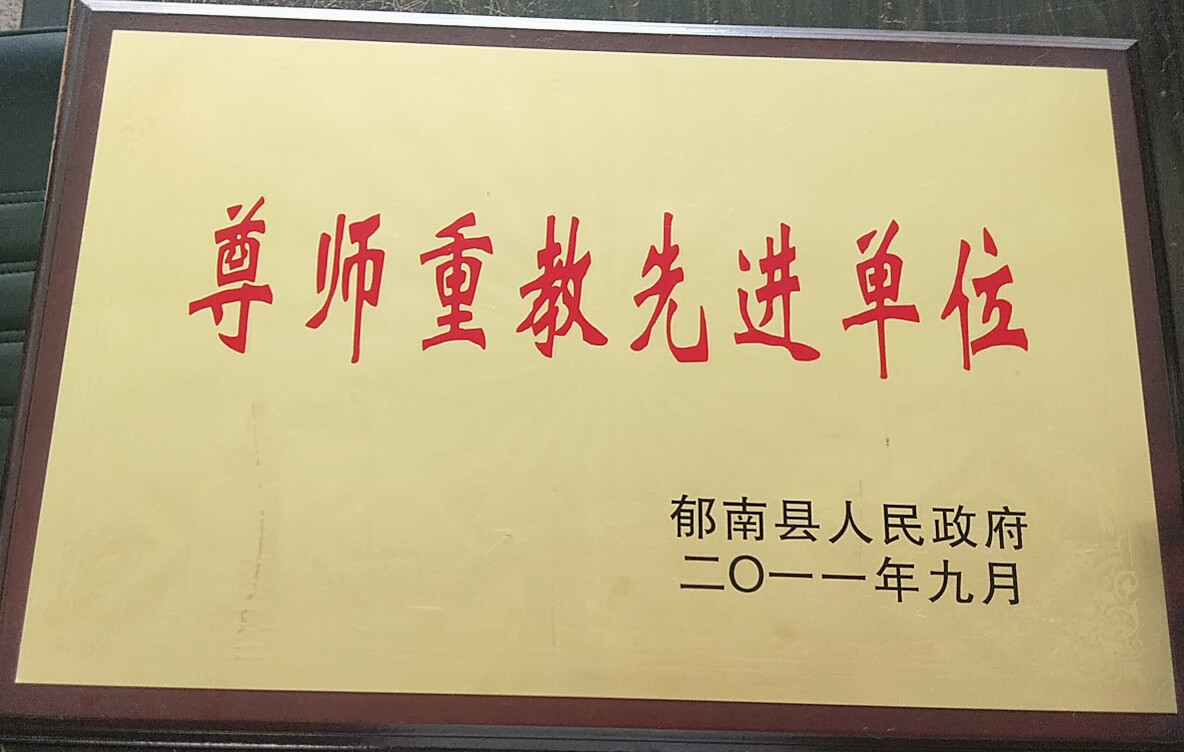 尊师重教先进单位
郁南县人民政府
二〇一一年九月